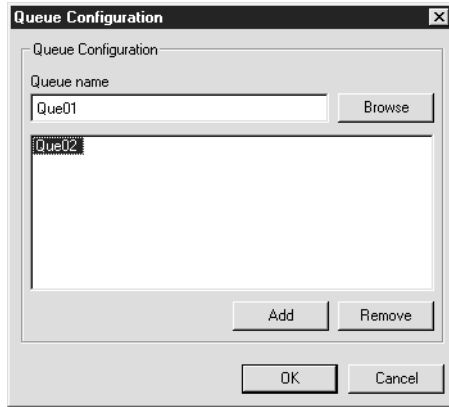 Queue Configuration
Queue Configuration
Queue name
Que01
Browse
Que02
Add
Remove
OK
Cancel